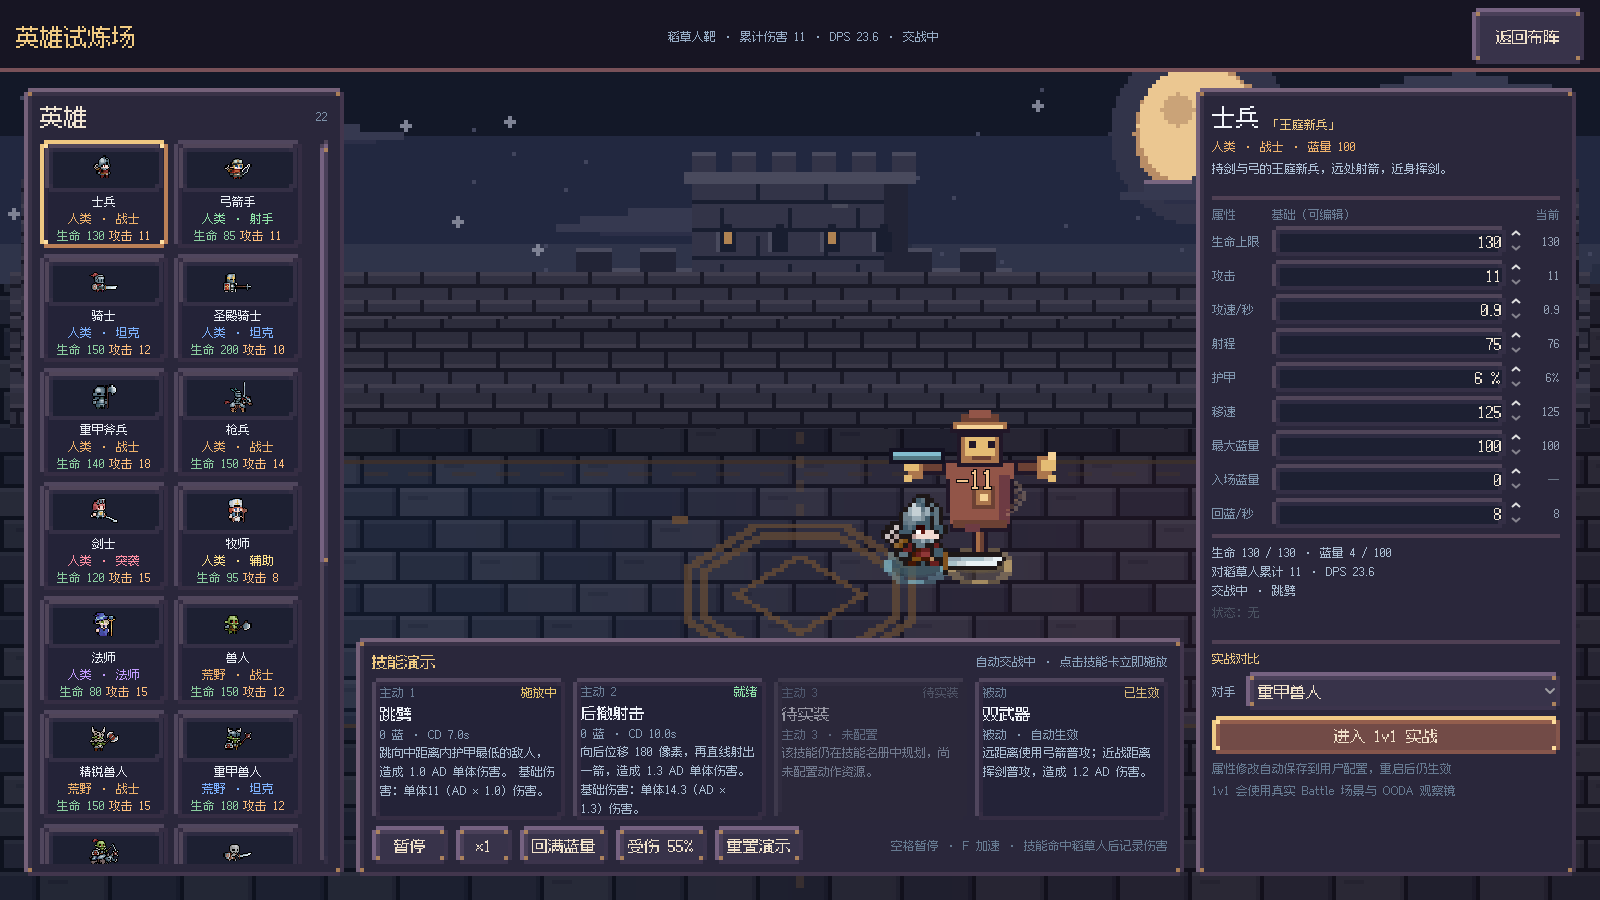 英雄试炼场
稻草人靶 · 累计伤害 11 · DPS 23.6 · 交战中
返回布阵
英雄
22
士兵
人类 · 战士
生命 130 攻击 11
弓箭手
人类 · 射手
生命 85 攻击 11
骑士
人类 · 坦克
生命 150 攻击 12
圣殿骑士
人类 · 坦克
生命 200 攻击 10
重甲斧兵
人类 · 战士
生命 140 攻击 18
枪兵
人类 · 战士
生命 150 攻击 14
剑士
人类 · 突袭
生命 120 攻击 15
牧师
人类 · 辅助
生命 95 攻击 8
法师
人类 · 法师
生命 80 攻击 15
兽人
荒野 · 战士
生命 150 攻击 12
精锐兽人
荒野 · 战士
生命 150 攻击 15
重甲兽人
荒野 · 坦克
生命 180 攻击 12
-11
技能演示
自动交战中 · 点击技能卡立即施放
主动 1 施放中
跳劈
0 蓝 · CD 7.0s
跳向中距离内护甲最低的敌人，
造成 1.0 AD 单体伤害。 基础伤
害: 单体11 (AD × 1.0) 伤害。
主动 2 就绪
后撤射击
0 蓝 · CD 10.0s
向后位移 180 像素，再直线射出
一箭，造成 1.3 AD 单体伤害。
基础伤害: 单体14.3 (AD ×
1.3) 伤害。
主动 3 待实装
待实装
主动 3 · 未配置
该技能仍在技能名册中规划，尚
未配置动作资源。
被动 已生效
双武器
被动 · 自动生效
远距离使用弓箭普攻；近战距离
挥剑普攻，造成 1.2 AD 伤害。
暂停
x1
回满蓝量
受伤 55%
重置演示
空格暂停 · F 加速 · 技能命中稻草人后记录伤害
士兵 「王庭新兵」
人类 · 战士 · 蓝量 100
持剑与弓的王庭新兵，远处射箭，近身挥剑。
属性 基础（可编辑） 当前
生命上限 130 130
攻击 11 11
攻速/秒 0.9 0.9
射程 75 76
护甲 6 % 6%
移速 125 125
最大蓝量 100 100
入场蓝量 0 —
回蓝/秒 8 8
生命 130 / 130 · 蓝量 4 / 100
对稻草人累计 11 · DPS 23.6
交战中 · 跳劈
状态: 无
实战对比
对手 重甲兽人
进入 1v1 实战
属性修改自动保存到用户配置，重启后仍生效
1v1 会使用真实 Battle 场景与 OODA 观察镜